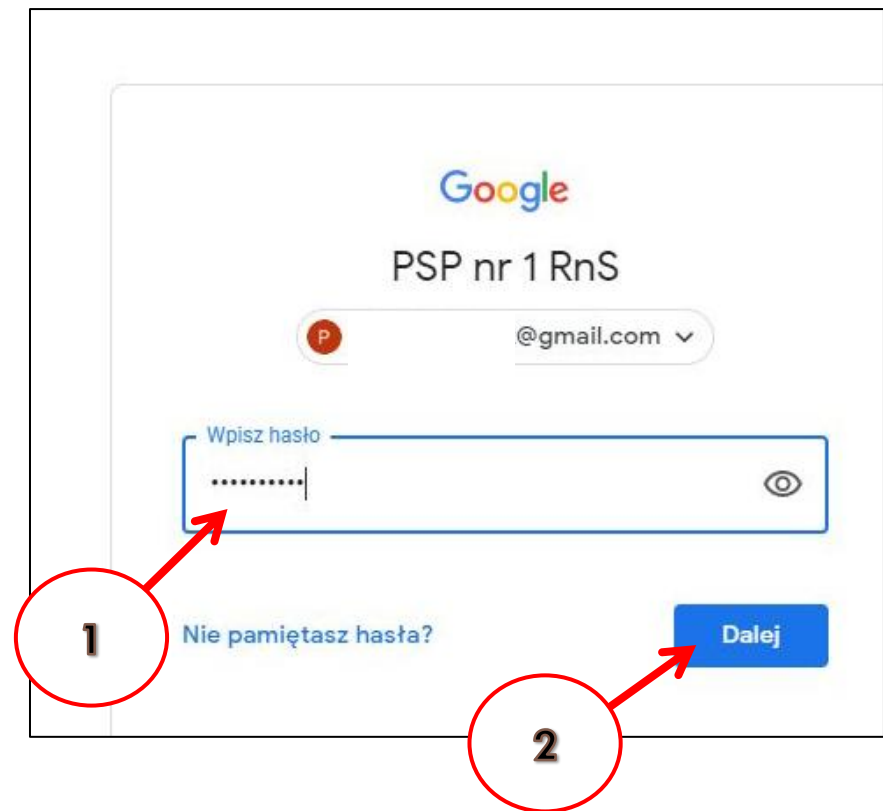 Google
PSP nr 1 RnS
P @gmail.com
Wpisz hasło
••••••••••
1
Nie pamiętasz hasła?
Dalej
2